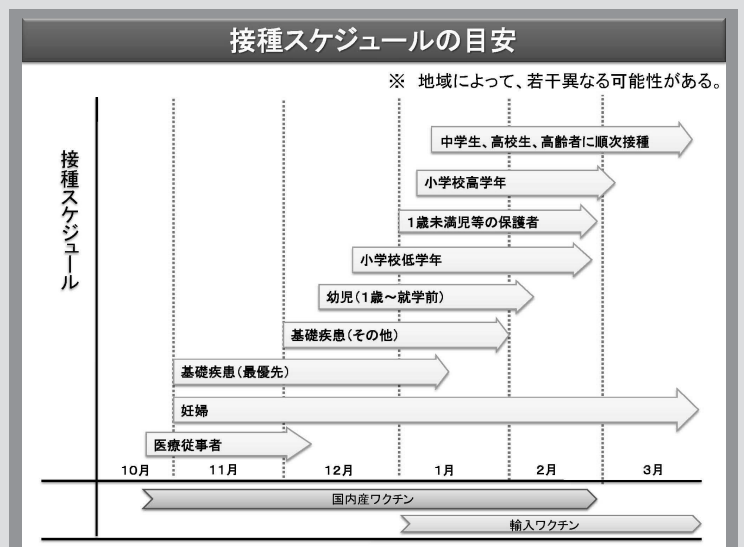 接種スケジュールの目安
※ 地域によって、若干異なる可能性がある。
接種スケジュール
中学生、高校生、高齢者に順次接種
小学校高学年
1歳未満児等の保護者
小学校低学年
幼児(1歳~就学前)
基礎疾患(その他)
基礎疾患(最優先)
妊婦
医療従事者
10月 11月 12月 1月 2月 3月
国内産ワクチン
輸入ワクチン